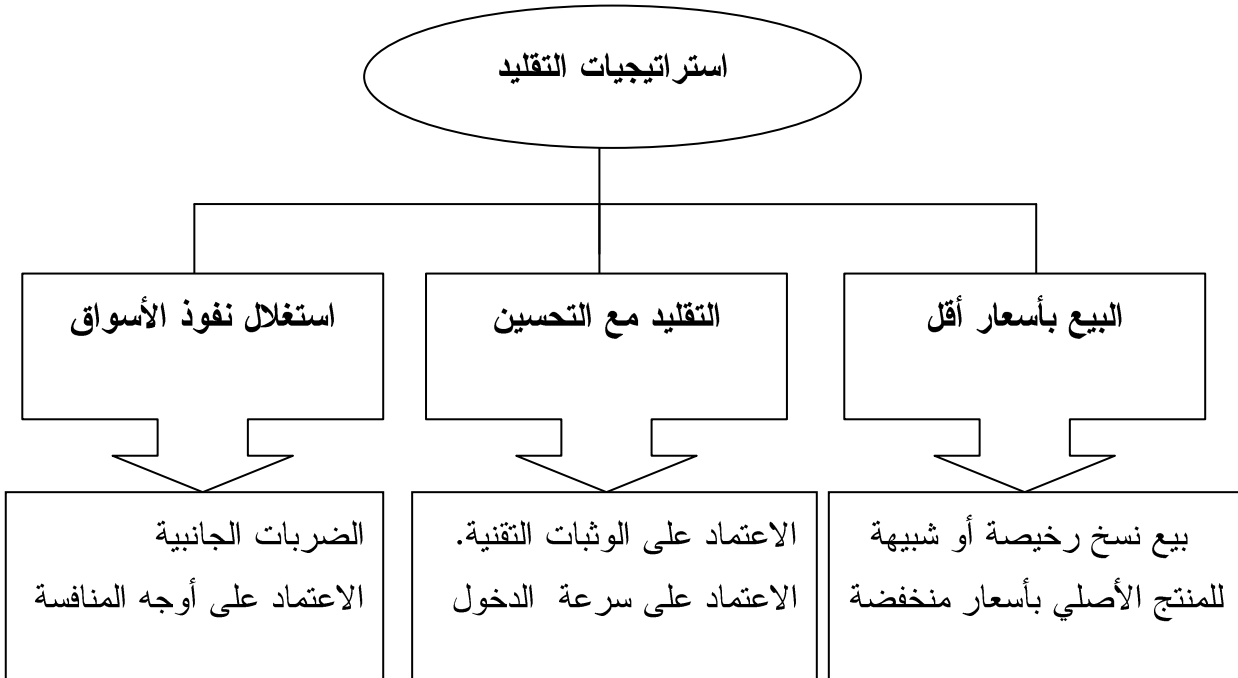 استراتيجيات التقليد
البيع بأسعار أقل
التقليد مع التحسين
استغلال نفوذ الأسواق
بيع نسخ رخيصة أو شبيهة
للمنتج الأصلي بأسعار منخفضة
الاعتماد على الوثبات التقنية.
الاعتماد على سرعة الدخول
الضربات الجانبية
الاعتماد على أوجه المنافسة